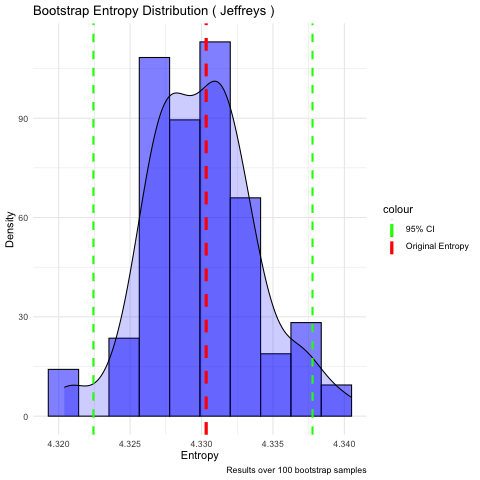 Bootstrap Entropy Distribution ( Jeffreys )
Density
90
60
30
0
4.320 4.325 4.330 4.335 4.340
Entropy
colour
95% CI
Original Entropy
Results over 100 bootstrap samples